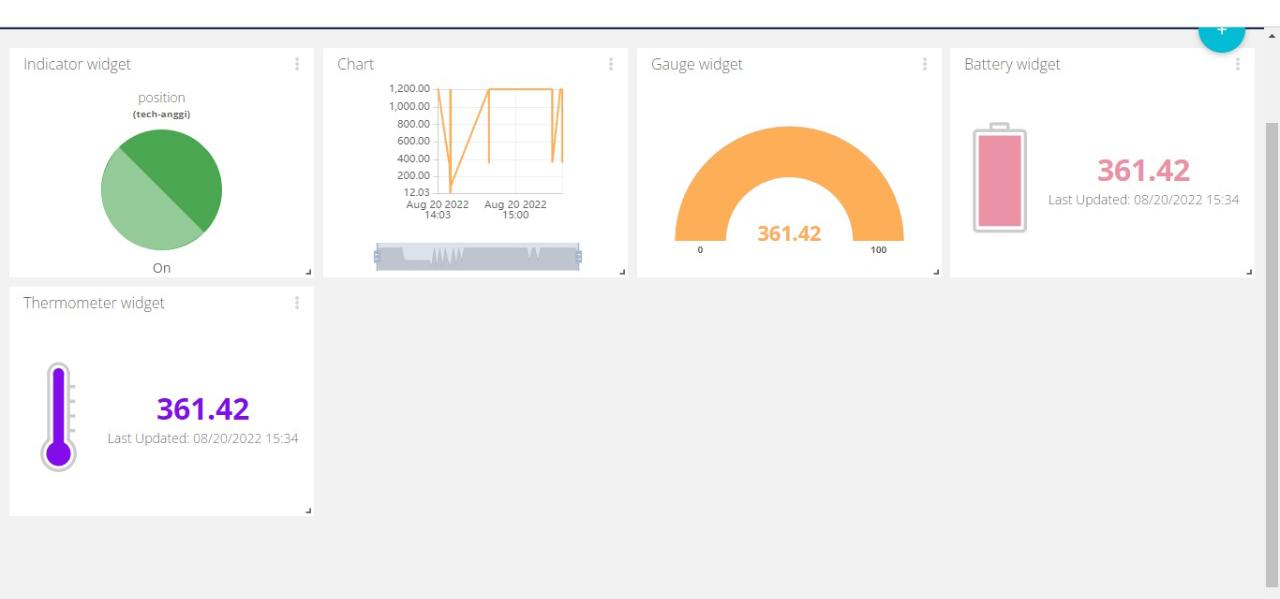 +
Indicator widget
position
(tech-anggi)
On
Chart
1,200.00
1,000.00
800.00
600.00
400.00
200.00
12.03
Aug 20 2022 Aug 20 2022
14:03 15:00
Gauge widget
361.42
0 100
Battery widget
361.42
Last Updated: 08/20/2022 15:34
Thermometer widget
361.42
Last Updated: 08/20/2022 15:34